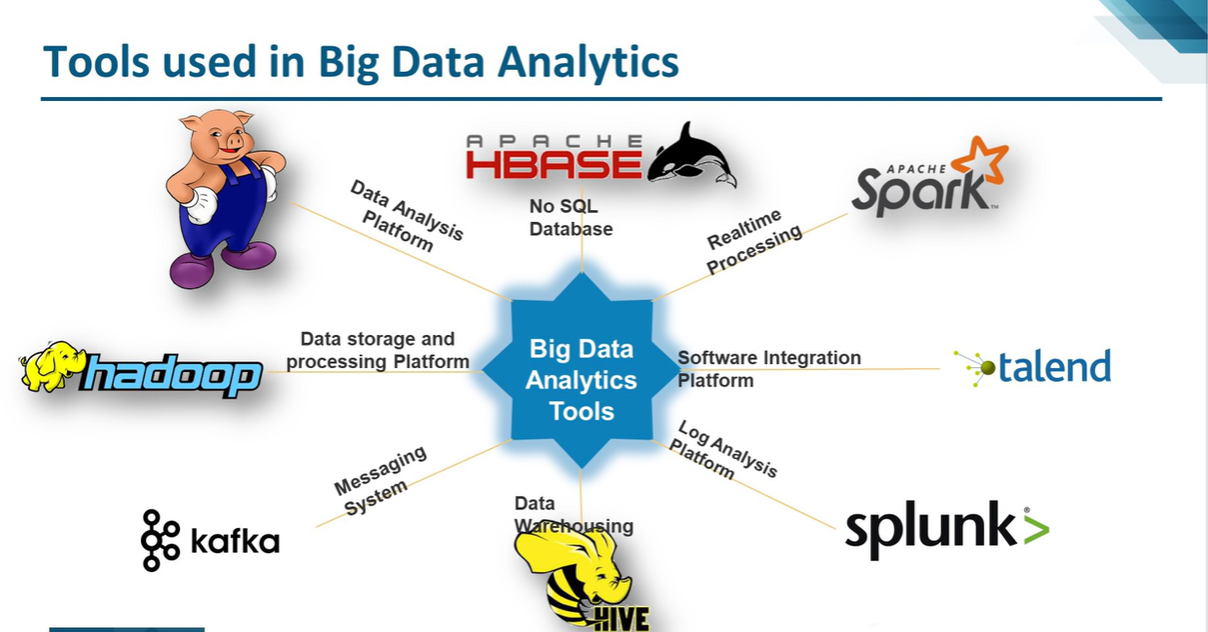 Tools used in Big Data Analytics
APACHE
HBASE
APACHE
Spark™
Data Analysis
Platform
No SQL
Database
Realtime
Processing
hadoop
Data storage and
processing Platform
Big Data
Analytics
Tools
Software Integration
Platform
talend
Messaging
System
Log Analysis
Platform
kafka
Data
Warehousing
splunk®>
HIVE